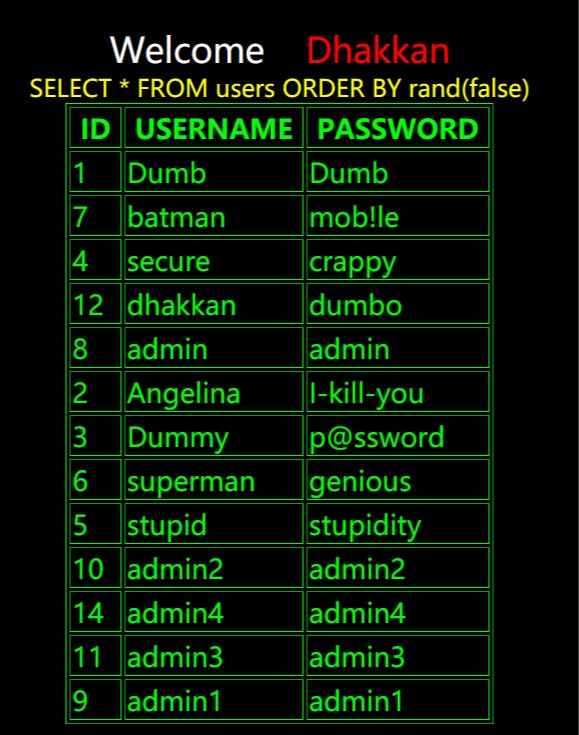 Welcome Dhakkan
SELECT * FROM users ORDER BY rand(false)
ID USERNAME PASSWORD
1 Dumb Dumb
7 batman mob!le
4 secure crappy
12 dhakkan dumbo
8 admin admin
2 Angelina I-kill-you
3 Dummy p@ssword
6 superman genious
5 stupid stupidity
10 admin2 admin2
14 admin4 admin4
11 admin3 admin3
9 admin1 admin1